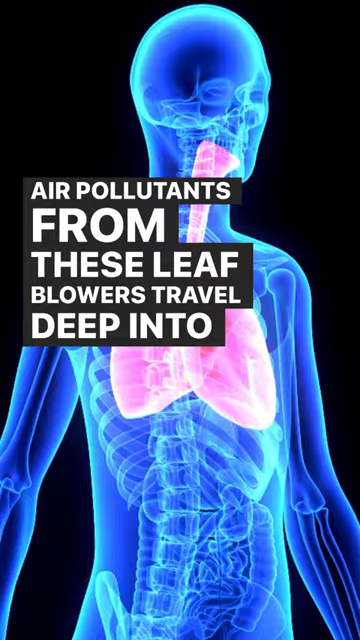 AIR POLLUTANTS
FROM
THESE LEAF
BLOWERS TRAVEL
DEEP INTO